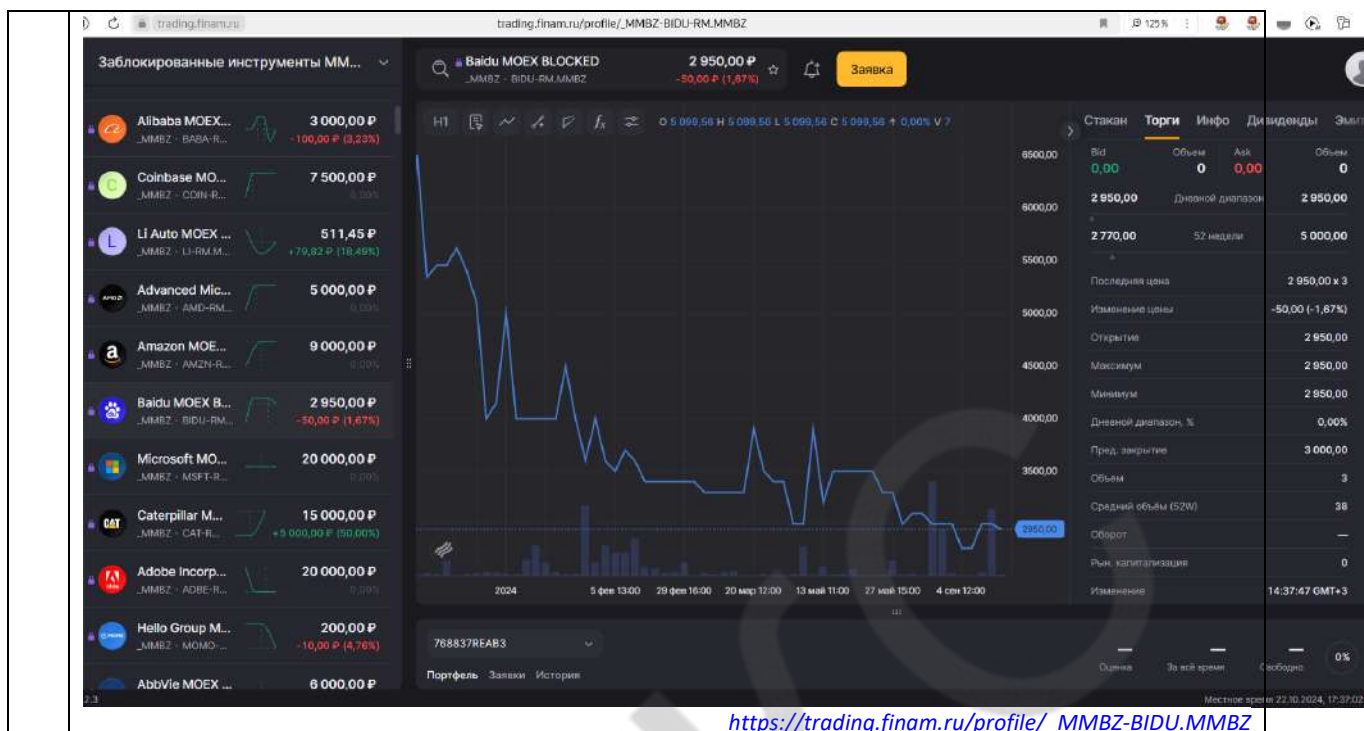 trading.finam.ru
trading.finam.ru/profile/_MMBZ-BIDU-RM.MMBZ
125 %
Заблокированные инструменты MM...
Alibaba MOEX...
3 000,00 ₽
_MMBZ - BABA-R...
-100,00 ₽ (3,23%)
Coinbase MO...
7 500,00 ₽
_MMBZ - COIN-R...
0,00%
Li Auto MOEX ...
511,45 ₽
_MMBZ - LI-RM.M...
+79,82 ₽ (18,49%)
Advanced Mic...
5 000,00 ₽
_MMBZ - AMD-RM...
0,00%
Amazon MOE...
9 000,00 ₽
_MMBZ - AMZN-R...
0,00%
Baidu MOEX B...
2 950,00 ₽
_MMBZ - BIDU-RM...
-50,00 ₽ (1,67%)
Microsoft MO...
20 000,00 ₽
_MMBZ - MSFT-R...
0,00%
Caterpillar M...
15 000,00 ₽
_MMBZ - CAT-R...
+5 000,00 ₽ (50,00%)
Adobe Incorp...
20 000,00 ₽
_MMBZ - ADBE-R...
0,00%
Hello Group M...
200,00 ₽
_MMBZ - MOMO-...
-10,00 ₽ (4,76%)
AbbVie MOEX ...
6 000,00 ₽
2.3
Baidu MOEX BLOCKED
2 950,00 ₽
_MMBZ - BIDU-RM.MMBZ
-50,00 ₽ (1,67%)
Заявка
H1
O 5 099,56 H 5 099,56 L 5 099,56 C 5 099,56 + 0,00% V 7
6500,00
6000,00
5500,00
5000,00
4500,00
4000,00
3500,00
2950,00
2024 5 фев 13:00 29 фев 16:00 20 мар 12:00 13 май 11:00 27 май 15:00 4 сен 12:00
Стакан Торги Инфо Дивиденды
Bid Объем Ask Объем
0,00 0 0,00 0
2 950,00 Дневной диапазон 2 950,00
2 770,00 52 недели 5 000,00
Последняя цена 2 950,00 x 3
Изменение цены -50,00 (-1,67%)
Открытие 2 950,00
Максимум 2 950,00
Минимум 2 950,00
Дневной диапазон, % 0,00%
Пред. закрытие 3 000,00
Объем 3
Средний объём (52W) 38
Оборот —
Рын. капитализация 0
Изменение 14:37:47 GMT+3
768837REAB3
Портфель Заявки История
— — —
Оценка За всё время Свободно
0%
Местное время 22.10.2024, 17:37:02
https://trading.finam.ru/profile/_MMBZ-BIDU.MMBZ